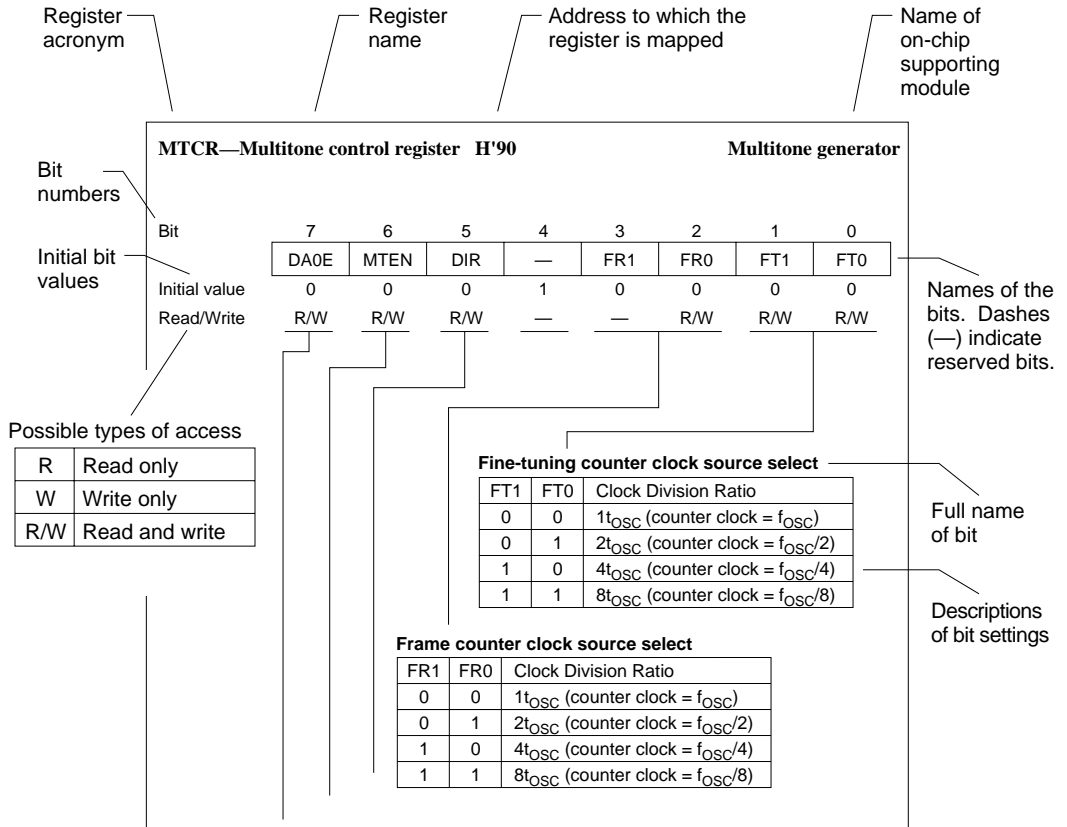 Register
acronym
Register
name
Address to which the
register is mapped
Name of
on-chip
supporting
module
MTCR—Multitone control register H'90 Multitone generator
Bit
numbers
Bit 7 6 5 4 3 2 1 0
Initial bit
values
DA0E MTEN DIR — FR1 FR0 FT1 FT0
Initial value 0 0 0 1 0 0 0 0
Read/Write R/W R/W R/W — — R/W R/W R/W
Names of the
bits. Dashes
(—) indicate
reserved bits.
Possible types of access
R Read only
W Write only
R/W Read and write
Fine-tuning counter clock source select
FT1 FT0 Clock Division Ratio
0 0 1tOSC (counter clock = fOSC)
0 1 2tOSC (counter clock = fOSC/2)
1 0 4tOSC (counter clock = fOSC/4)
1 1 8tOSC (counter clock = fOSC/8)
Full name
of bit
Descriptions
of bit settings
Frame counter clock source select
FR1 FR0 Clock Division Ratio
0 0 1tOSC (counter clock = fOSC)
0 1 2tOSC (counter clock = fOSC/2)
1 0 4tOSC (counter clock = fOSC/4)
1 1 8tOSC (counter clock = fOSC/8)